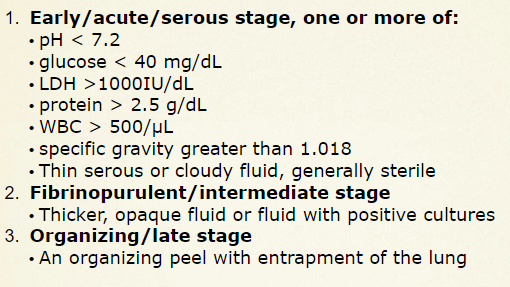 1. Early/acute/serous stage, one or more of:
• pH < 7.2
• glucose < 40 mg/dL
• LDH >1000IU/dL
• protein > 2.5 g/dL
• WBC > 500/µL
• specific gravity greater than 1.018
• Thin serous or cloudy fluid, generally sterile
2. Fibrinopurulent/intermediate stage
• Thicker, opaque fluid or fluid with positive cultures
3. Organizing/late stage
• An organizing peel with entrapment of the lung